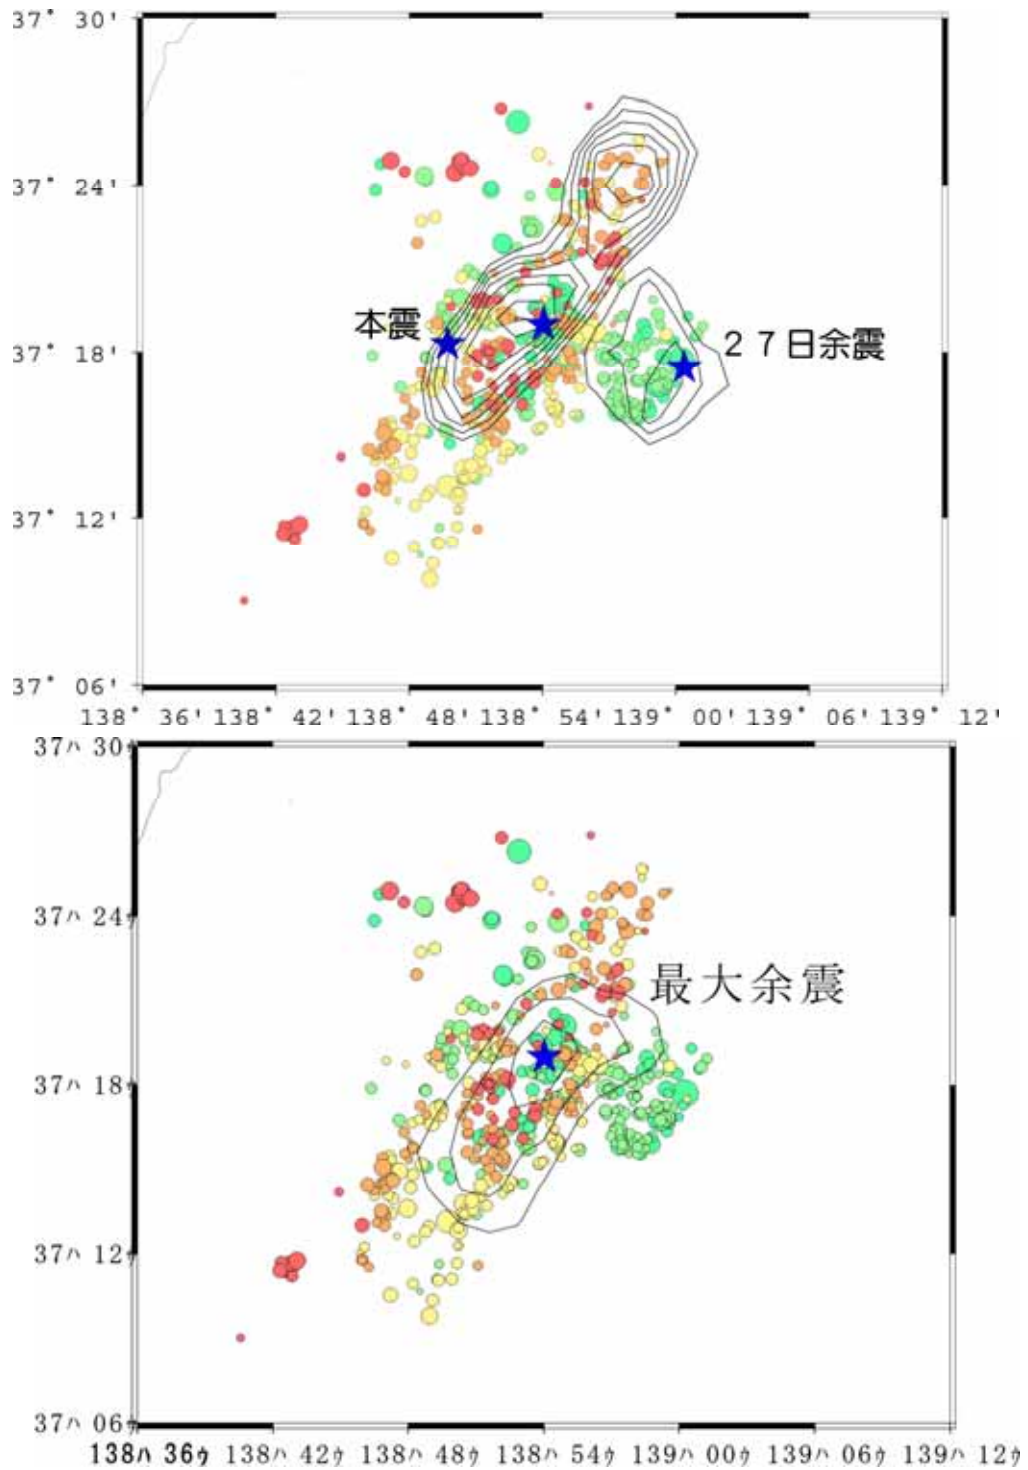 37° 30'
37° 24'
本震
２７日余震
37° 18'
37° 12'
37° 06'
138° 36' 138° 42' 138° 48' 138° 54' 139° 00' 139° 06' 139° 12'
37ﾊ 30ｩ
37ﾊ 24ｩ
最大余震
37ﾊ 18ｩ
37ﾊ 12ｩ
37ﾊ 06ｩ
138ﾊ 36ｩ 138ﾊ 42ｩ 138ﾊ 48ｩ 138ﾊ 54ｩ 139ﾊ 00ｩ 139ﾊ 06ｩ 139ﾊ 12ｩ